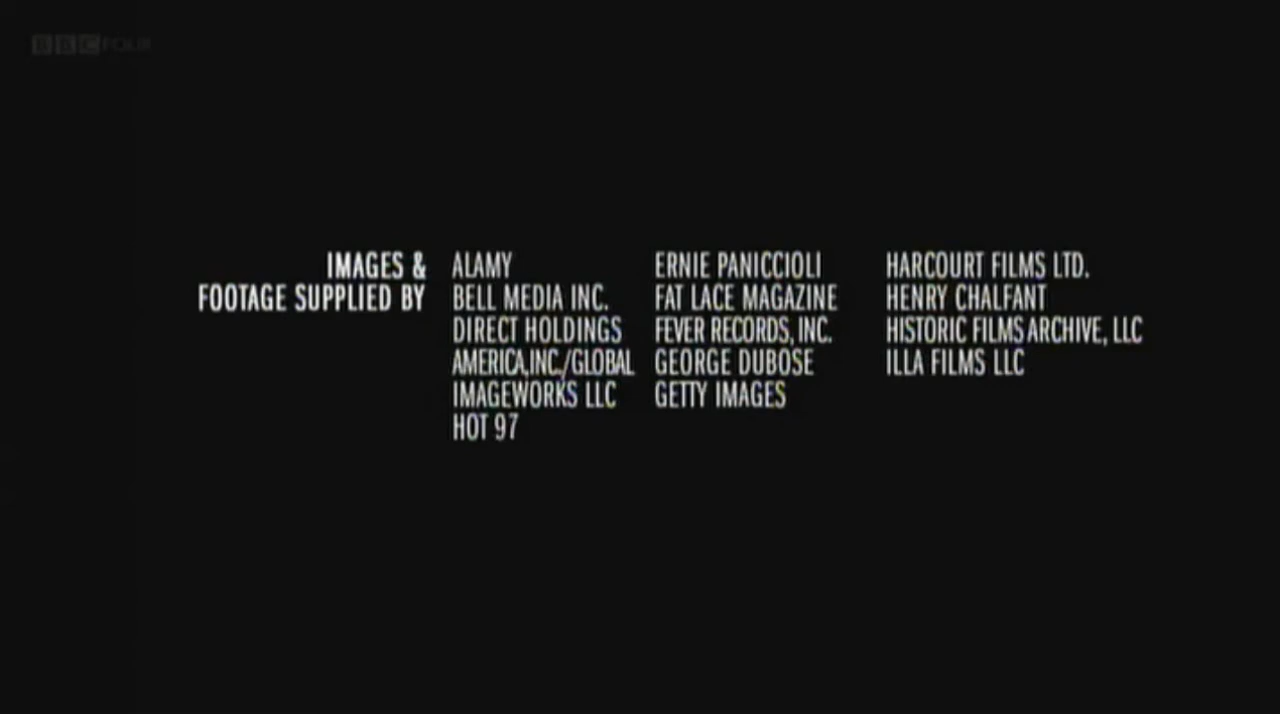 BBC FOUR
IMAGES &
FOOTAGE SUPPLIED BY
ALAMY
BELL MEDIA INC.
DIRECT HOLDINGS
AMERICA,INC./GLOBAL
IMAGEWORKS LLC
HOT 97
ERNIE PANICCIOLI
FAT LACE MAGAZINE
FEVER RECORDS, INC.
GEORGE DUBOSE
GETTY IMAGES
HARCOURT FILMS LTD.
HENRY CHALFANT
HISTORIC FILMS ARCHIVE, LLC
ILLA FILMS LLC